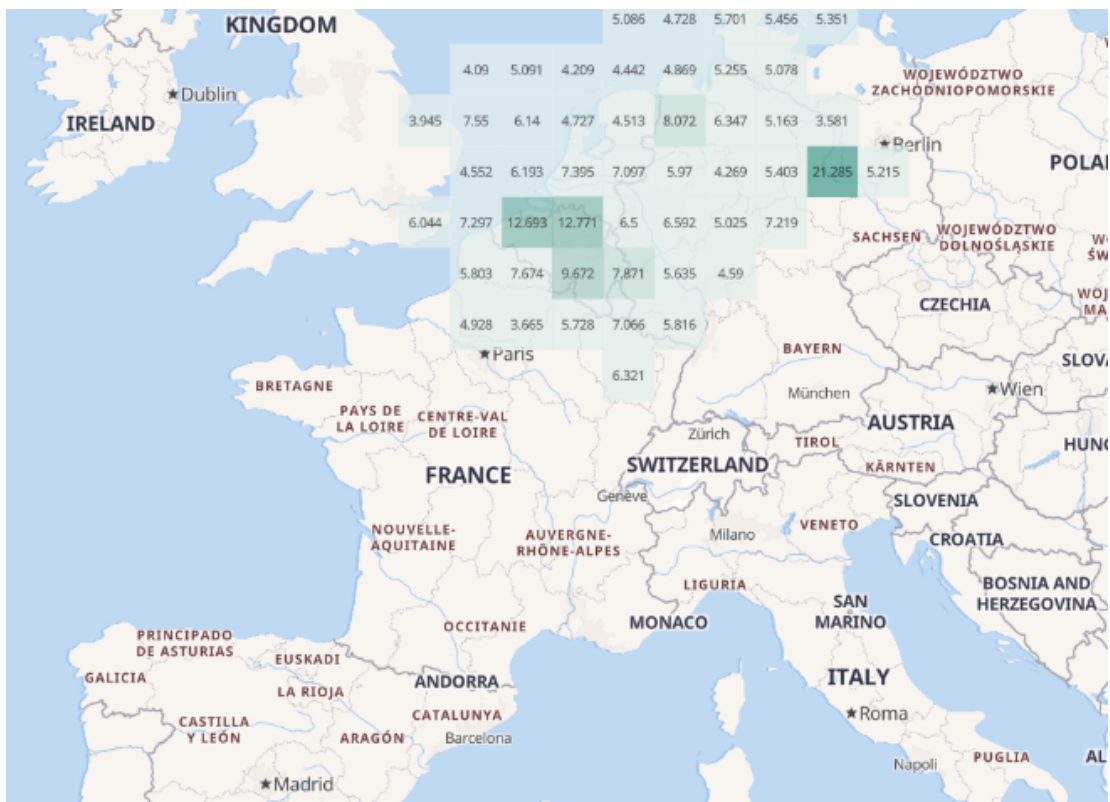 KINGDOM
5.086 4.728 5.701 5.456 5.351
4.09 5.091 4.209 4.442 4.869 5.255 5.078
WOJEWÓDZTWO
ZACHODNIOPOMORSKIE
Dublin
IRELAND
3.945 7.55 6.14 4.727 4.513 8.072 6.347 5.163 3.581
Berlin
POLA
4.552 6.193 7.395 7.097 5.97 4.269 5.403 21.285 5.215
6.044 7.297 12.693 12.771 6.5 6.592 5.025 7.219
SACHSEN
WOJEWÓDZTWO
DOLNOŚLĄSKIE
WO
ŚW
5.803 7.674 9.672 7.871 5.635 4.59
CZECHIA
WOJ
MA
4.928 3.665 5.728 7.066 5.816
Paris
BAYERN
SLOVA
6.321
BRETAGNE
München
Wien
PAYS DE
LA LOIRE
CENTRE-VAL
DE LOIRE
AUSTRIA
Zürich
TIROL
HUNG
FRANCE
SWITZERLAND
KÄRNTEN
Genève
SLOVENIA
NOUVELLE-
AQUITAINE
AUVERGNE-
RHÔNE-ALPES
Milano
VENETO
CROATIA
LIGURIA
BOSNIA AND
HERZEGOVINA
SAN
MARINO
MONACO
OCCITANIE
PRINCIPADO
DE ASTURIAS
EUSKADI
GALICIA
LA RIOJA
ANDORRA
ITALY
CASTILLA
Y LEÓN
ARAGÓN
CATALUNYA
Barcelona
Roma
Napoli
PUGLIA
AL
Madrid